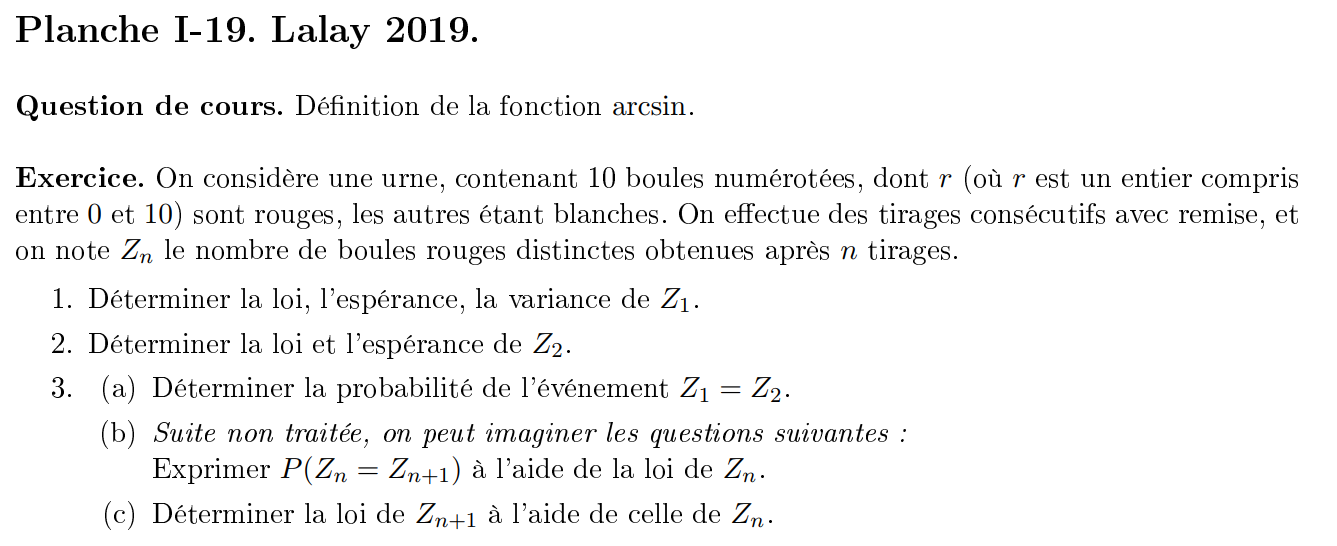 Planche I-19. Lalay 2019.
Question de cours. Définition de la fonction arcsin.
Exercice. On considère une urne, contenant 10 boules numérotées, dont r (où r est un entier compris
entre 0 et 10) sont rouges, les autres étant blanches. On effectue des tirages consécutifs avec remise, et
on note Z_n le nombre de boules rouges distinctes obtenues après n tirages.
1. Déterminer la loi, l'espérance, la variance de Z_1.
2. Déterminer la loi et l'espérance de Z_2.
3. (a) Déterminer la probabilité de l'événement Z_1 = Z_2.
(b) Suite non traitée, on peut imaginer les questions suivantes :
Exprimer P(Z_n = Z_{n+1}) à l'aide de la loi de Z_n.
(c) Déterminer la loi de Z_{n+1} à l'aide de celle de Z_n.